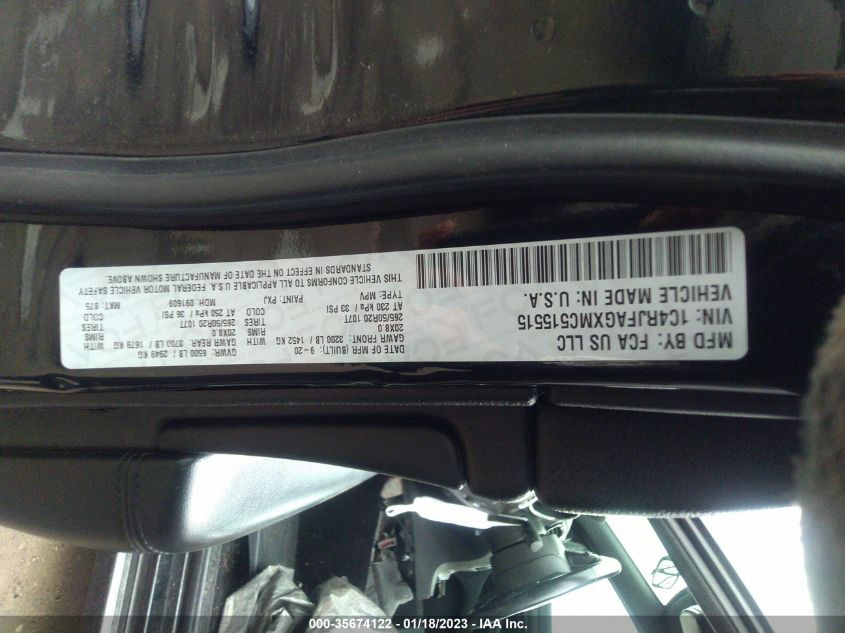 MFD BY: FCA US LLC
DATE OF MFR (BUILT): 9-20
GVWR: 6500 LB / 2949 KG
GAWR FRONT: 3200 LB / 1452 KG
WITH
GAWR REAR: 3700 LB / 1679 KG
WITH
20X8.0
RIMS
20X8.0
RIMS
265/50R20 107T
TIRES
265/50R20 107T
TIRES
AT 230 kPa / 33 PSI
COLD
AT 250 kPa / 36 PSI
COLD
VIN: 1C4RJFAGXMC515515
TYPE: MPV
PAINT: PXJ
MDH: 091609
MKT: 875
VEHICLE MADE IN: U.S.A.
THIS VEHICLE CONFORMS TO ALL APPLICABLE U.S.A. FEDERAL MOTOR VEHICLE SAFETY
STANDARDS IN EFFECT ON THE DATE OF MANUFACTURE SHOWN ABOVE.
000-35674122 - 01/18/2023 - IAA Inc.